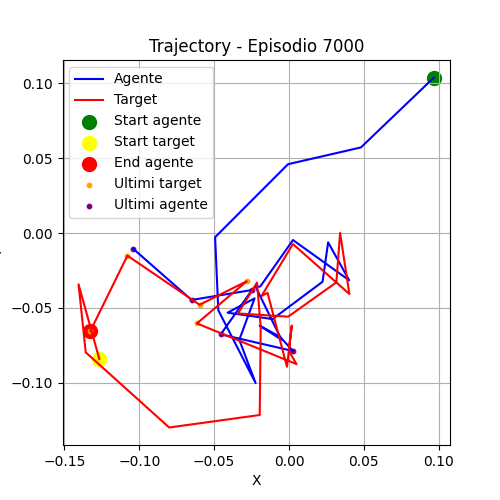 Trajectory - Episodio 7000
Agente
Target
Start agente
Start target
End agente
Ultimi target
Ultimi agente
0.10
0.05
0.00
−0.05
−0.10
−0.15
−0.10
−0.05
0.00
0.05
0.10
X